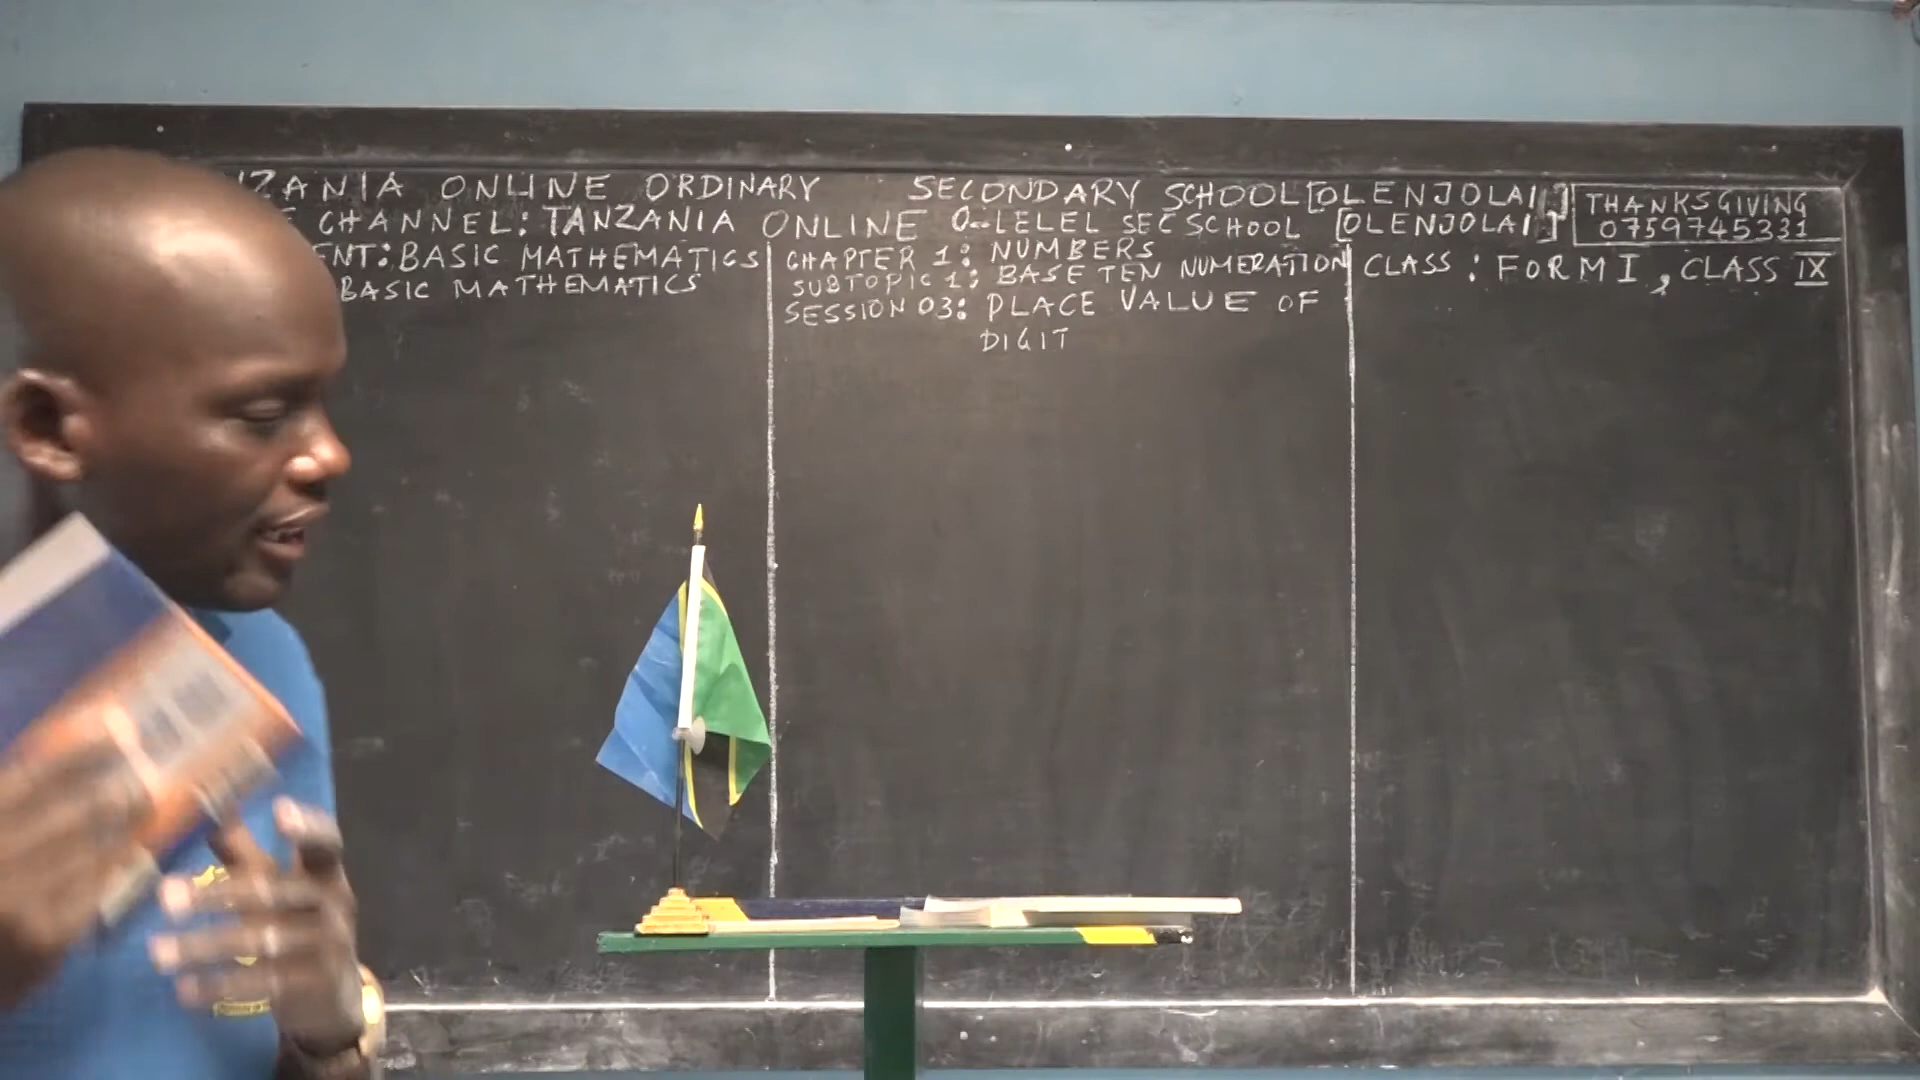 NZANIA ONLINE ORDINARY SECONDARY SCHOOL [OLENJOLAI]
E CHANNEL: TANZANIA ONLINE O-LELEL SEC SCHOOL [OLENJOLAI]
THANKSGIVING
0759745331
ENT: BASIC MATHEMATICS
BASIC MATHEMATICS
CHAPTER 1: NUMBERS
SUBTOPIC 1: BASE TEN NUMERATION
SESSION 03: PLACE VALUE OF
DIGIT
CLASS: FORM I, CLASS IX